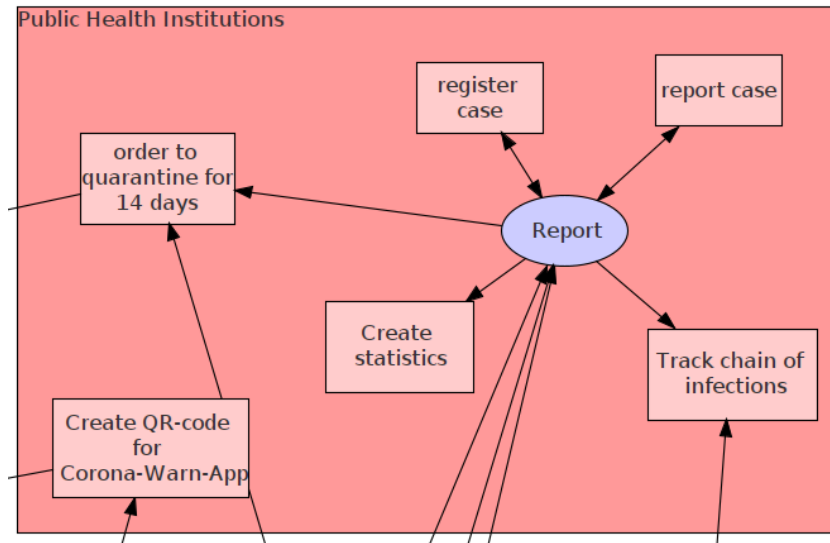 Public Health Institutions
register
case
report case
order to
quarantine for
14 days
Report
Create
statistics
Track chain of
infections
Create QR-code
for
Corona-Warn-App